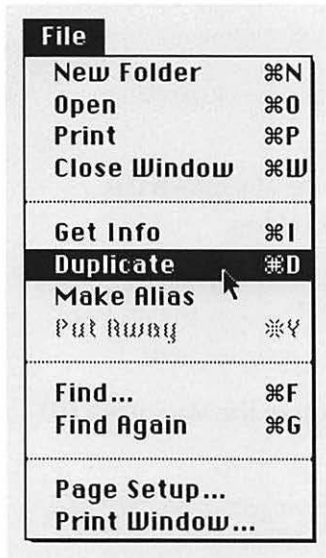 File
New Folder ⌘N
Open ⌘O
Print ⌘P
Close Window ⌘W
Get Info ⌘I
Duplicate ⌘D
Make Alias
Put Away ⌘Y
Find... ⌘F
Find Again ⌘G
Page Setup...
Print Window...